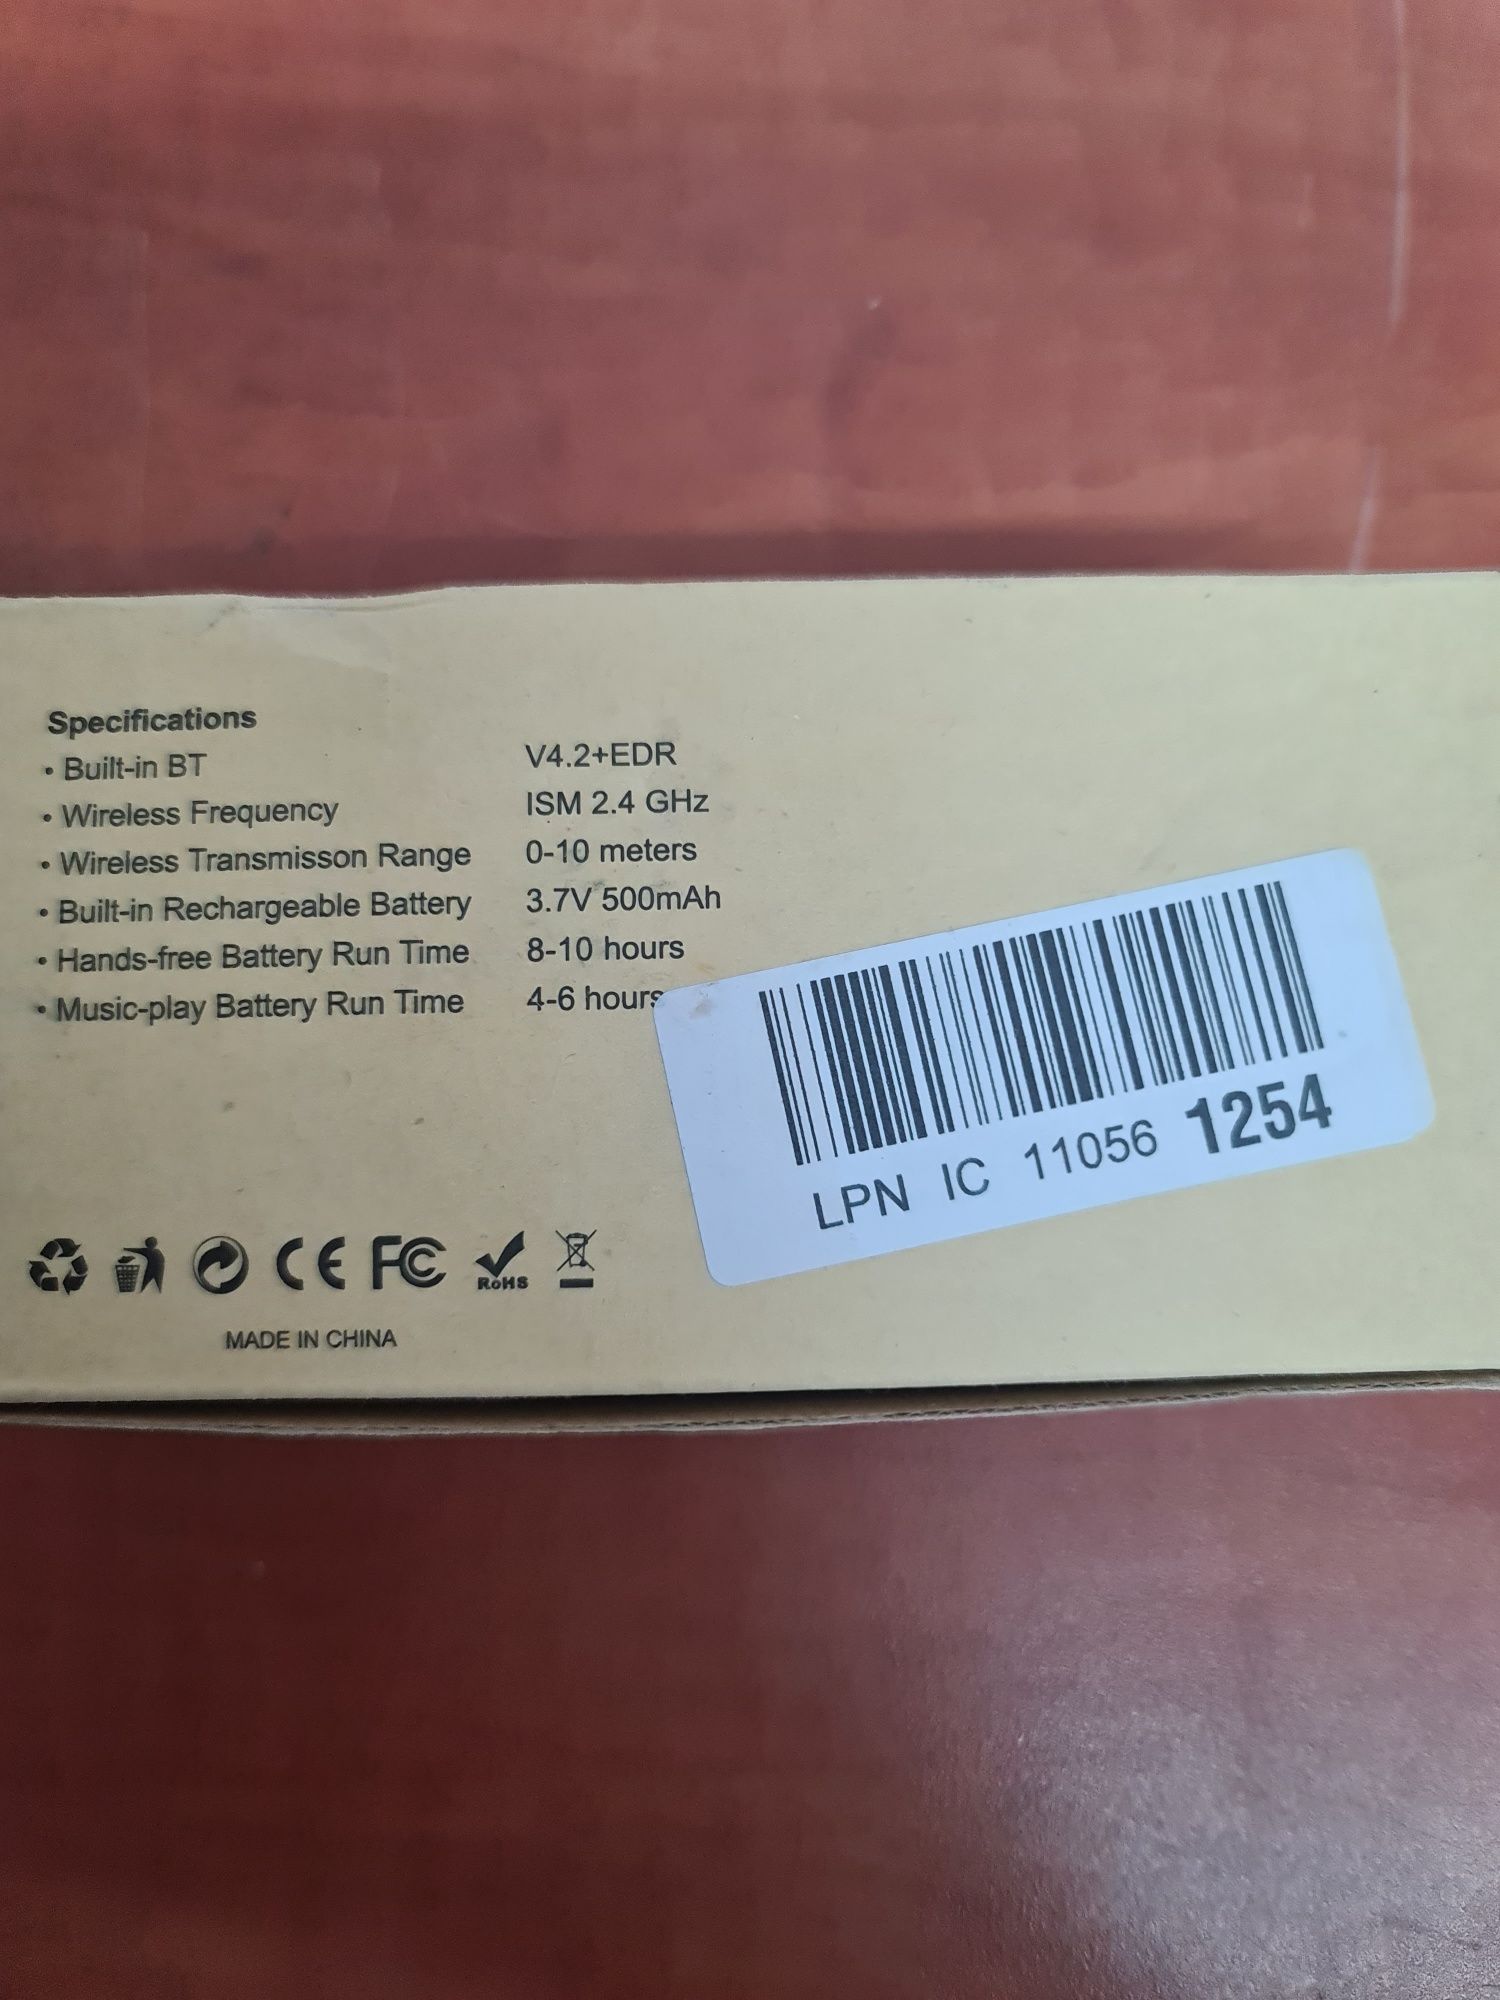 Specifications
• Built-in BT V4.2+EDR
• Wireless Frequency ISM 2.4 GHz
• Wireless Transmisson Range 0-10 meters
• Built-in Rechargeable Battery 3.7V 500mAh
• Hands-free Battery Run Time 8-10 hours
• Music-play Battery Run Time 4-6 hours
LPN IC 11056 1254
CE FC RoHS
MADE IN CHINA